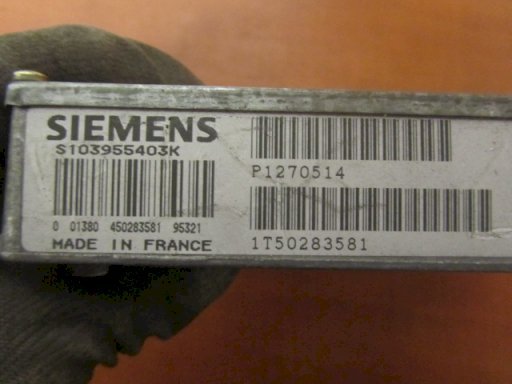 SIEMENS
S103955403K
0 01380 450283581 95321
MADE IN FRANCE
P1270514
1T50283581